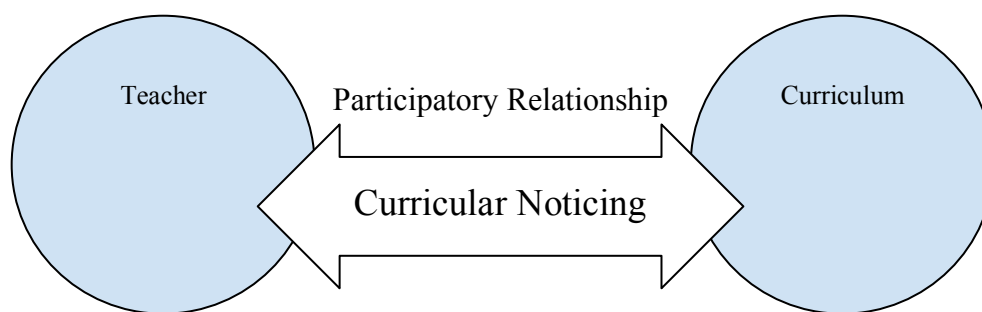 Teacher
Participatory Relationship
Curriculum
Curricular Noticing